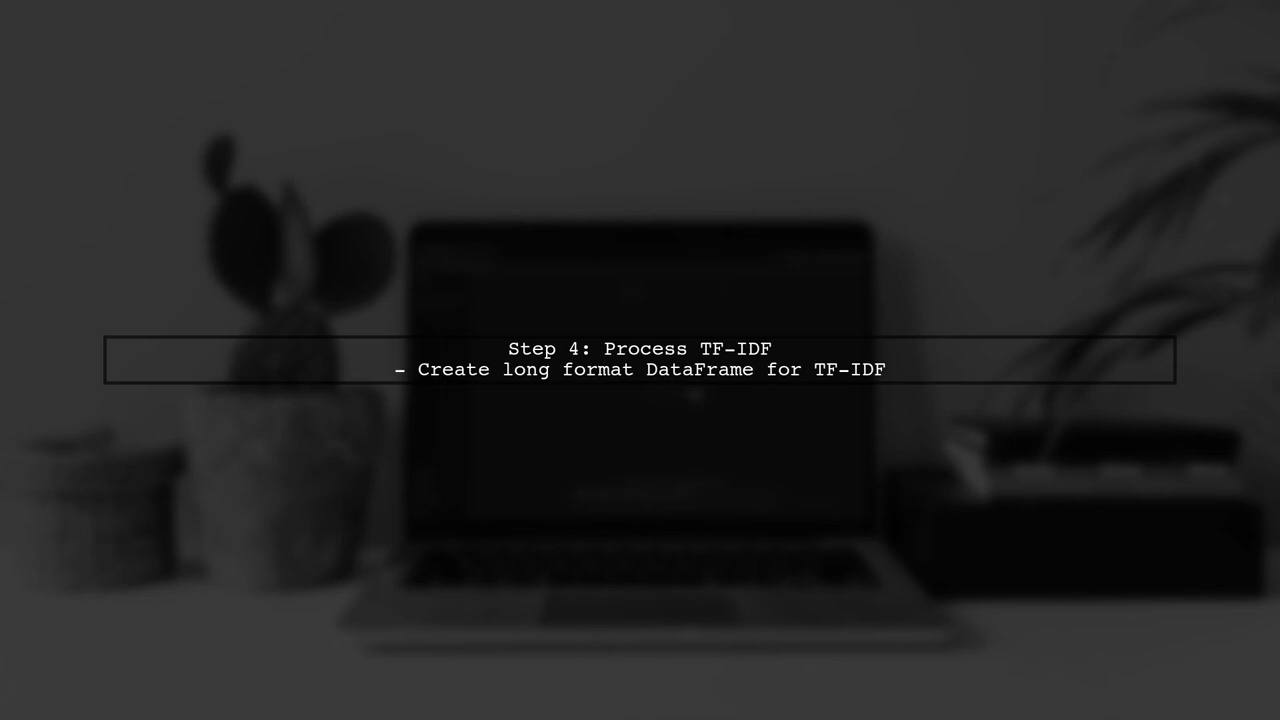 Step 4: Process TF-IDF
- Create long format DataFrame for TF-IDF